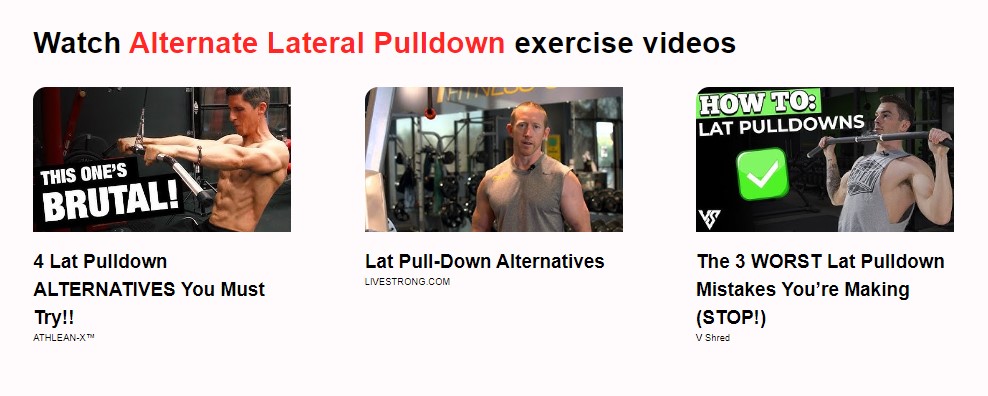 Watch Alternate Lateral Pulldown exercise videos
THIS ONE'S
BRUTAL!
4 Lat Pulldown
ALTERNATIVES You Must
Try!!
ATHLEAN-X™
Lat Pull-Down Alternatives
LIVESTRONG.COM
HOW TO:
LAT PULLDOWNS
VS
The 3 WORST Lat Pulldown
Mistakes You’re Making
(STOP!)
V Shred